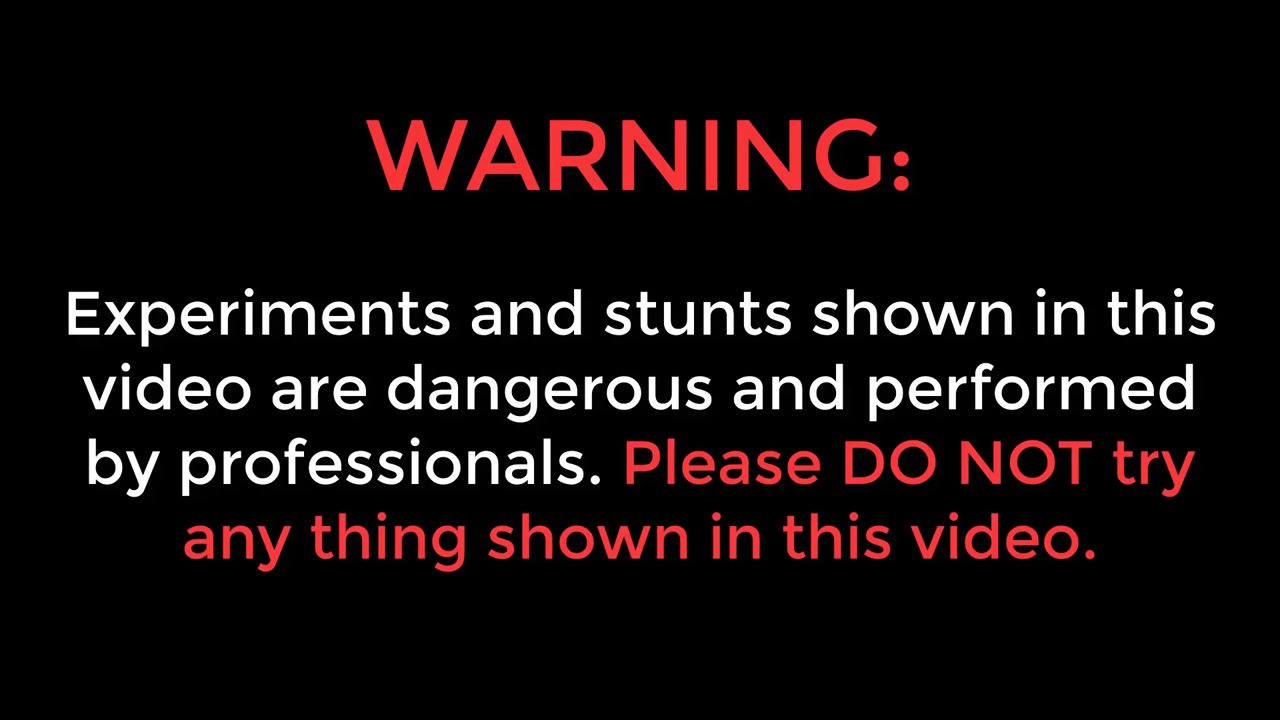 WARNING:
Experiments and stunts shown in this
video are dangerous and performed
by professionals. Please DO NOT try
any thing shown in this video.